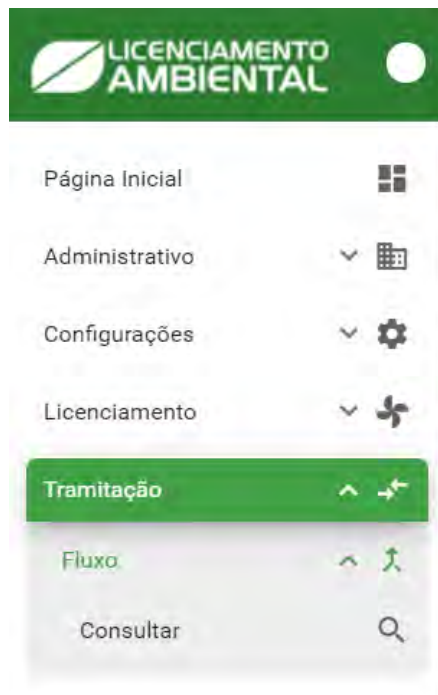 LICENCIAMENTO
AMBIENTAL
Página Inicial
Administrativo
Configurações
Licenciamento
Tramitação
Fluxo
Consultar